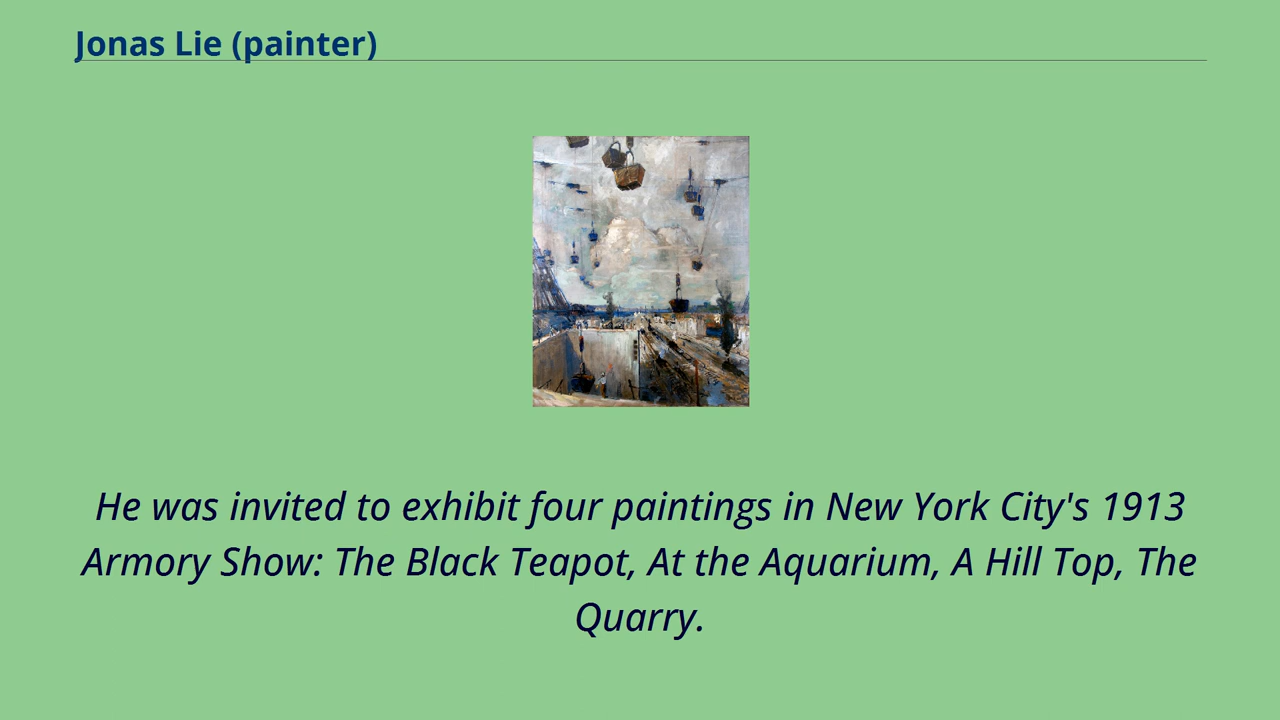 Jonas Lie (painter)
He was invited to exhibit four paintings in New York City's 1913
Armory Show: The Black Teapot, At the Aquarium, A Hill Top, The
Quarry.